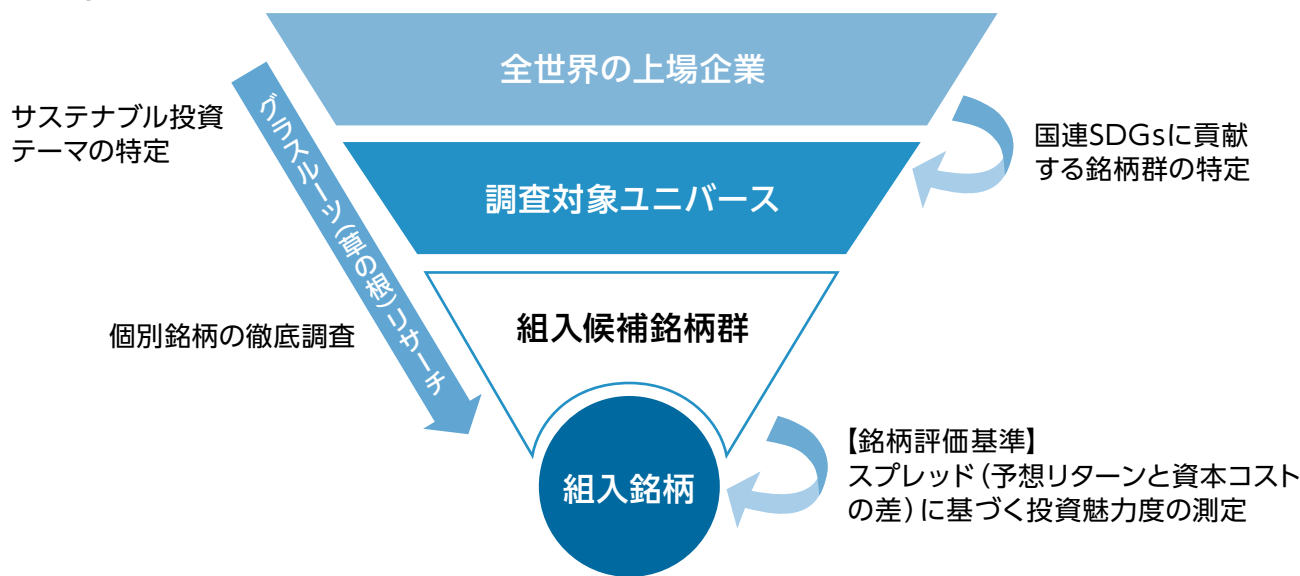 全世界の上場企業
サステナブル投資
テーマの特定
グラスルーツ(草の根)リサーチ
国連SDGsに貢献
する銘柄群の特定
調査対象ユニバース
個別銘柄の徹底調査
組入候補銘柄群
【銘柄評価基準】
スプレッド(予想リターンと資本コスト
の差)に基づく投資魅力度の測定
組入銘柄